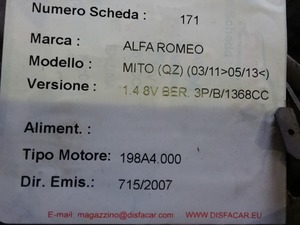 Numero Scheda : 171
Marca : ALFA ROMEO
Modello : MITO (QZ) (03/11>05/13<)
Versione : 1.4 8V BER. 3P/B/1368CC
Aliment. :
Tipo Motore: 198A4.000
Dir. Emis.: 715/2007
E-mail: magazzino@disfacar.com WWW.DISFACAR.EU